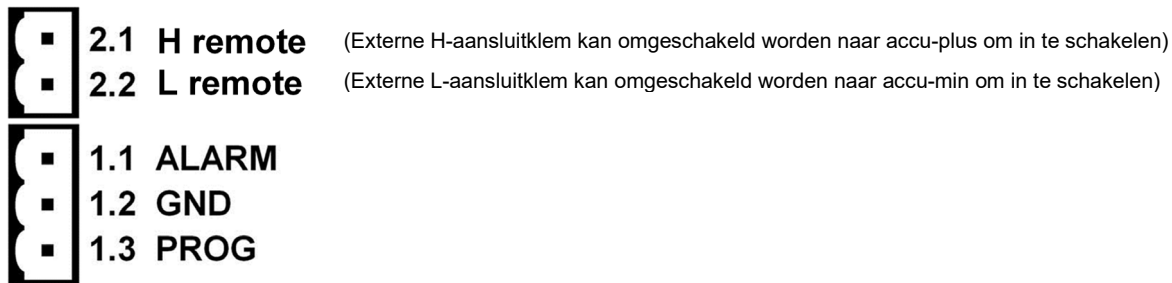 2.1 H remote (Externe H-aansluitklem kan omgeschakeld worden naar accu-plus om in te schakelen)
2.2 L remote (Externe L-aansluitklem kan omgeschakeld worden naar accu-min om in te schakelen)
1.1 ALARM
1.2 GND
1.3 PROG